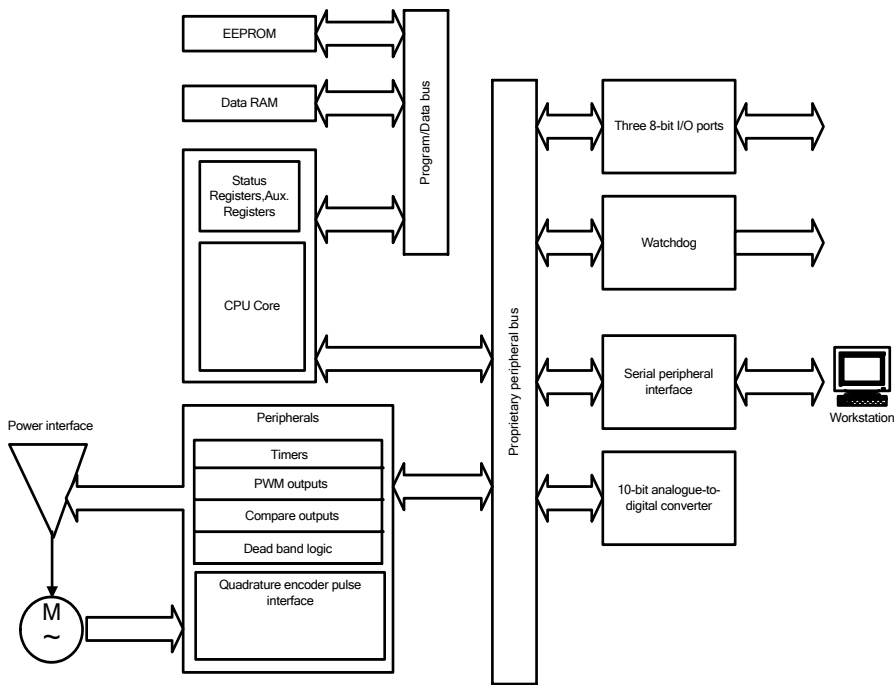 EEPROM
Data RAM
Program/Data bus
Status
Registers,Aux.
Registers
CPU Core
Proprietary peripheral bus
Three 8-bit I/O ports
Watchdog
Serial peripheral
interface
Workstation
10-bit analogue-to-
digital converter
Power interface
Peripherals
Timers
PWM outputs
Compare outputs
Dead band logic
Quadrature encoder pulse
interface
M
~